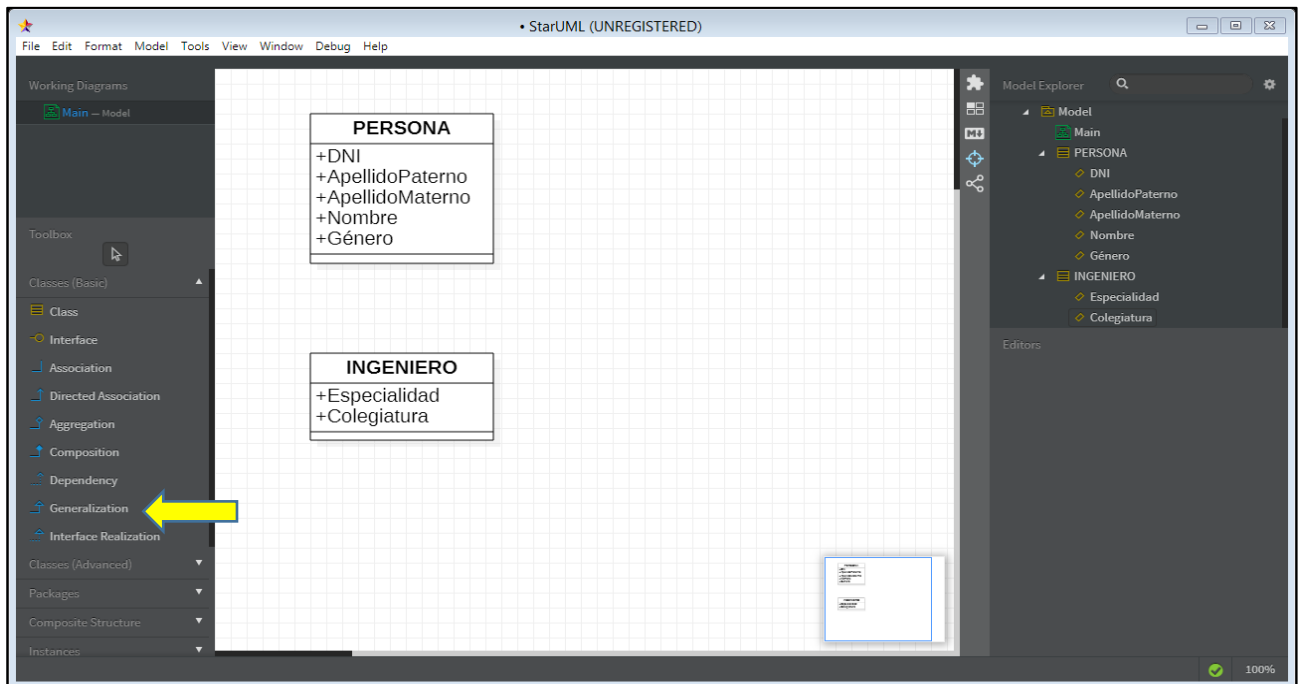 • StarUML (UNREGISTERED)
File Edit Format Model Tools View Window Debug Help
Working Diagrams
Main — Model
Toolbox
Classes (Basic)
Class
Interface
Association
Directed Association
Aggregation
Composition
Dependency
Generalization
Interface Realization
Classes (Advanced)
Packages
Composite Structure
Instances
PERSONA
+DNI
+ApellidoPaterno
+ApellidoMaterno
+Nombre
+Género
INGENIERO
+Especialidad
+Colegiatura
Model Explorer
Model
Main
PERSONA
DNI
ApellidoPaterno
ApellidoMaterno
Nombre
Género
INGENIERO
Especialidad
Colegiatura
Editors
100%